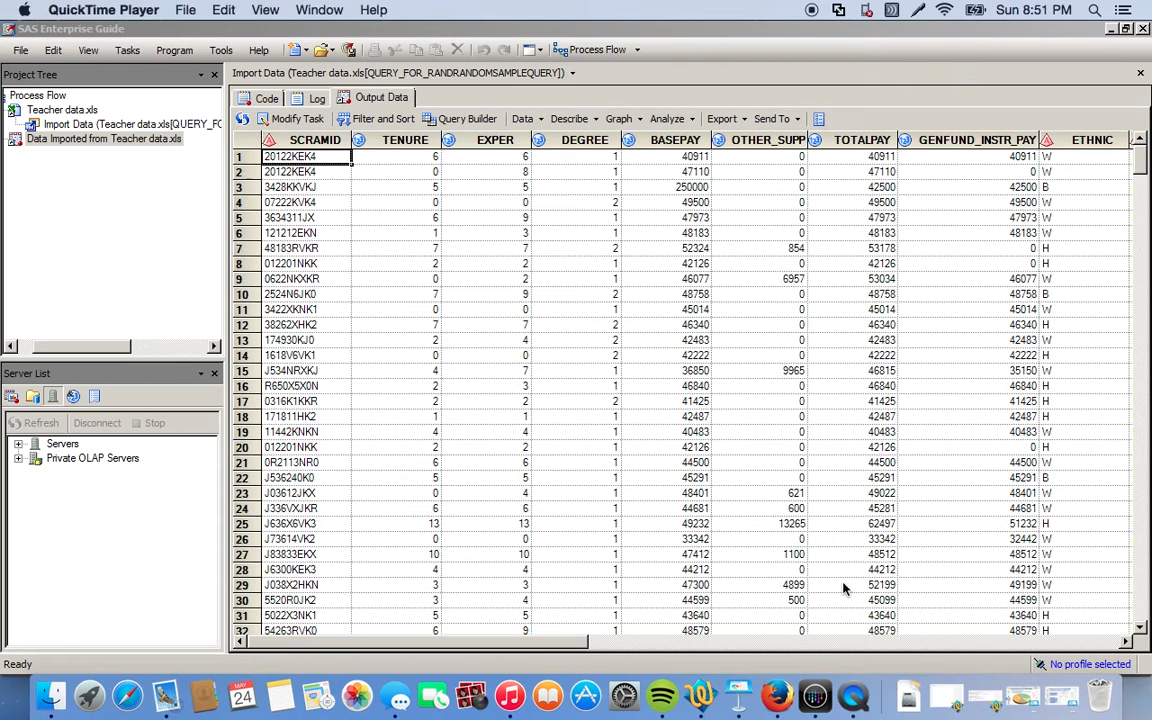 QuickTime Player File Edit View Window Help Sun 8:51 PM
SAS Enterprise Guide
File Edit View Tasks Program Tools Help Process Flow
Project Tree
Process Flow
Teacher data.xls
Import Data (Teacher data.xls[QUERY_FO
Data Imported from Teacher data.xls
Server List
Refresh Disconnect Stop
Servers
Private OLAP Servers
Import Data (Teacher data.xls[QUERY_FOR_RANDRANDOMSAMPLEQUERY])
Code Log Output Data
Modify Task Filter and Sort Query Builder Data Describe Graph Analyze Export Send To
SCRAMID TENURE EXPER DEGREE BASEPAY OTHER_SUPP TOTALPAY GENFUND_INSTR_PAY ETHNIC
1 20122KEK4 6 6 1 40911 0 40911 40911 W
2 20122KEK4 0 8 1 47110 0 47110 0 W
3 3428KKVKJ 5 5 1 250000 0 42500 42500 B
4 07222KVK4 0 0 2 49500 0 49500 49500 W
5 3634311JX 6 9 1 47973 0 47973 47973 W
6 121212EKN 1 3 1 48183 0 48183 48183 W
7 48183RVKR 7 7 2 52324 854 53178 0 H
8 012201NKK 2 2 1 42126 0 42126 0 H
9 0622NKXKR 0 2 1 46077 6957 53034 46077 W
10 2524N6JK0 7 9 2 48758 0 48758 48758 B
11 3422XKNK1 0 0 1 45014 0 45014 45014 W
12 38262XHK2 7 7 2 46340 0 46340 46340 H
13 174930KJ0 2 4 2 42483 0 42483 42483 W
14 1618V6VK1 0 0 2 42222 0 42222 42222 H
15 J534NRXKJ 4 7 1 36850 9965 46815 35150 W
16 R650X5X0N 2 3 1 46840 0 46840 46840 H
17 0316K1KKR 2 2 2 41425 0 41425 41425 H
18 171811HK2 1 1 1 42487 0 42487 42487 H
19 11442KNKN 4 4 1 40483 0 40483 40483 W
20 012201NKK 2 2 1 42126 0 42126 0 H
21 0R2113NR0 6 6 1 44500 0 44500 44500 W
22 J536240K0 5 5 1 45291 0 45291 45291 B
23 J03612JKX 0 4 1 48401 621 49022 48401 W
24 J336VXJKR 6 6 1 44681 600 45281 44681 W
25 J636X6VK3 13 13 1 49232 13265 62497 51232 H
26 J73614VK2 0 0 1 33342 0 33342 32442 W
27 J83833EKX 10 10 1 47412 1100 48512 48512 W
28 J6300KEK3 4 4 1 44212 0 44212 44212 W
29 J038X2HKN 3 3 1 47300 4899 52199 49199 W
30 5520R0JK2 3 4 1 44599 500 45099 44599 W
31 5022X3NK1 5 5 1 43640 0 43640 43640 H
32 54263RVK0 6 9 1 48579 0 48579 48579 H
Ready No profile selected
MAY
24